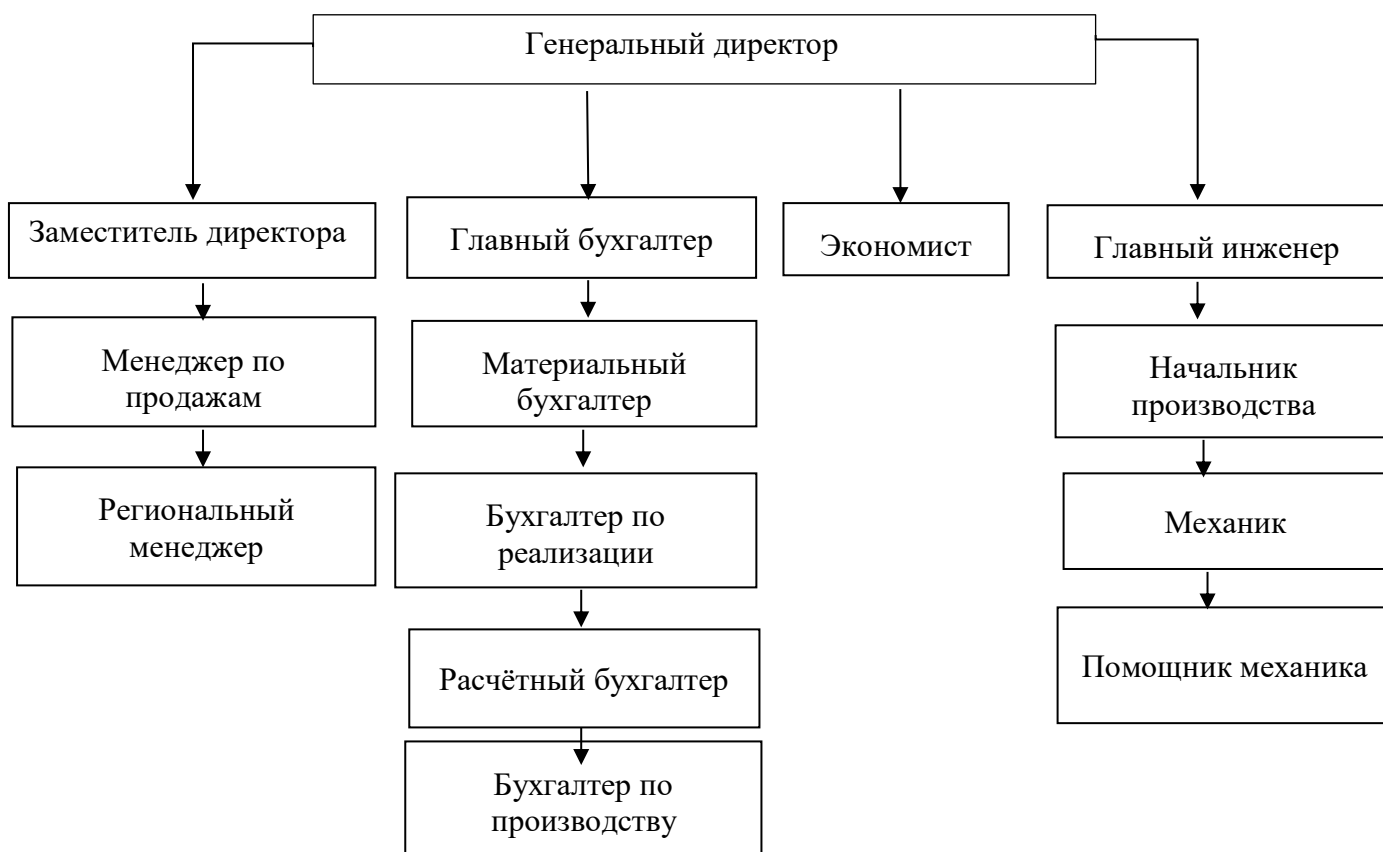 Генеральный директор
Заместитель директора
Главный бухгалтер
Экономист
Главный инженер
Менеджер по
продажам
Материальный
бухгалтер
Начальник
производства
Региональный
менеджер
Бухгалтер по
реализации
Механик
Расчётный бухгалтер
Помощник механика
Бухгалтер по
производству